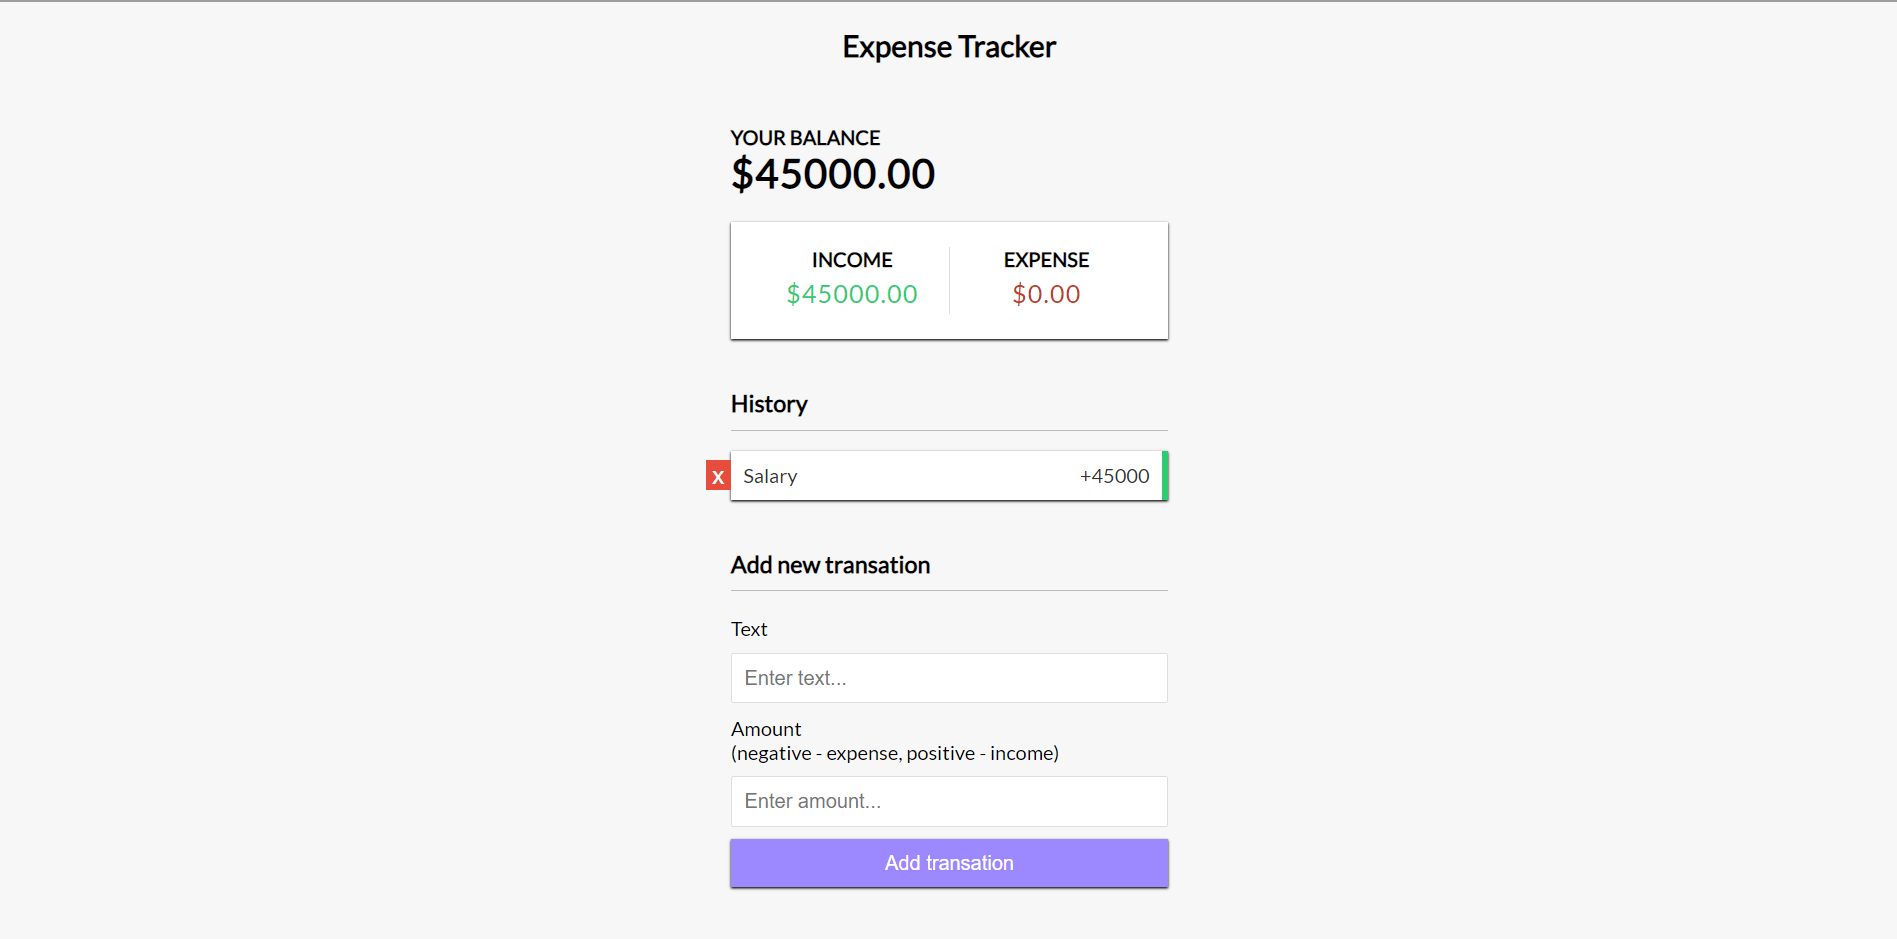 Expense Tracker
YOUR BALANCE
$45000.00
INCOME EXPENSE
$45000.00 $0.00
History
x Salary +45000
Add new transation
Text
Enter text...
Amount
(negative - expense, positive - income)
Enter amount...
Add transation